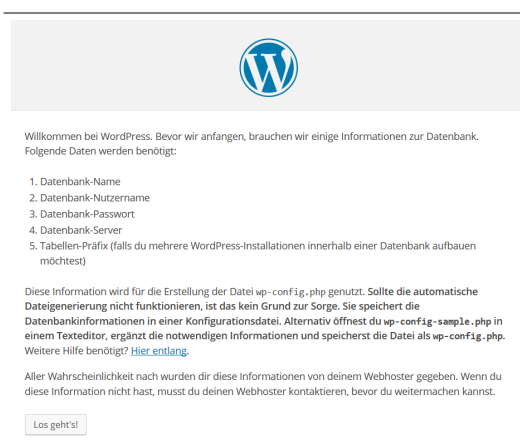 Willkommen bei WordPress. Bevor wir anfangen, brauchen wir einige Informationen zur Datenbank.
Folgende Daten werden benötigt:
1. Datenbank-Name
2. Datenbank-Nutzername
3. Datenbank-Passwort
4. Datenbank-Server
5. Tabellen-Präfix (falls du mehrere WordPress-Installationen innerhalb einer Datenbank aufbauen
möchtest)
Diese Information wird für die Erstellung der Datei wp-config.php genutzt. Sollte die automatische
Dateigenerierung nicht funktionieren, ist das kein Grund zur Sorge. Sie speichert die
Datenbankinformationen in einer Konfigurationsdatei. Alternativ öffnest du wp-config-sample.php in
einem Texteditor, ergänzt die notwendigen Informationen und speicherst die Datei als wp-config.php.
Weitere Hilfe benötigt? Hier entlang.
Aller Wahrscheinlichkeit nach wurden dir diese Informationen von deinem Webhoster gegeben. Wenn du
diese Information nicht hast, musst du deinen Webhoster kontaktieren, bevor du weitermachen kannst.
Los geht's!